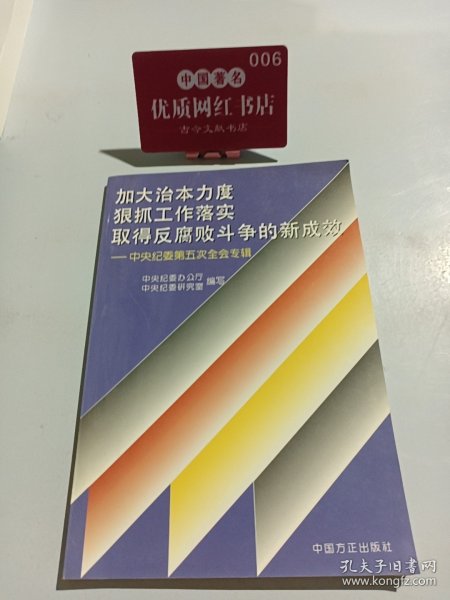 006
中国著名
优质网红书店
古今文献书店
加大治本力度
狠抓工作落实
取得反腐败斗争的新成效
—中央纪委第五次全会专辑
中央纪委办公厅
中央纪委研究室
编写
中国方正出版社
孔夫子旧书网
www.kongfz.com